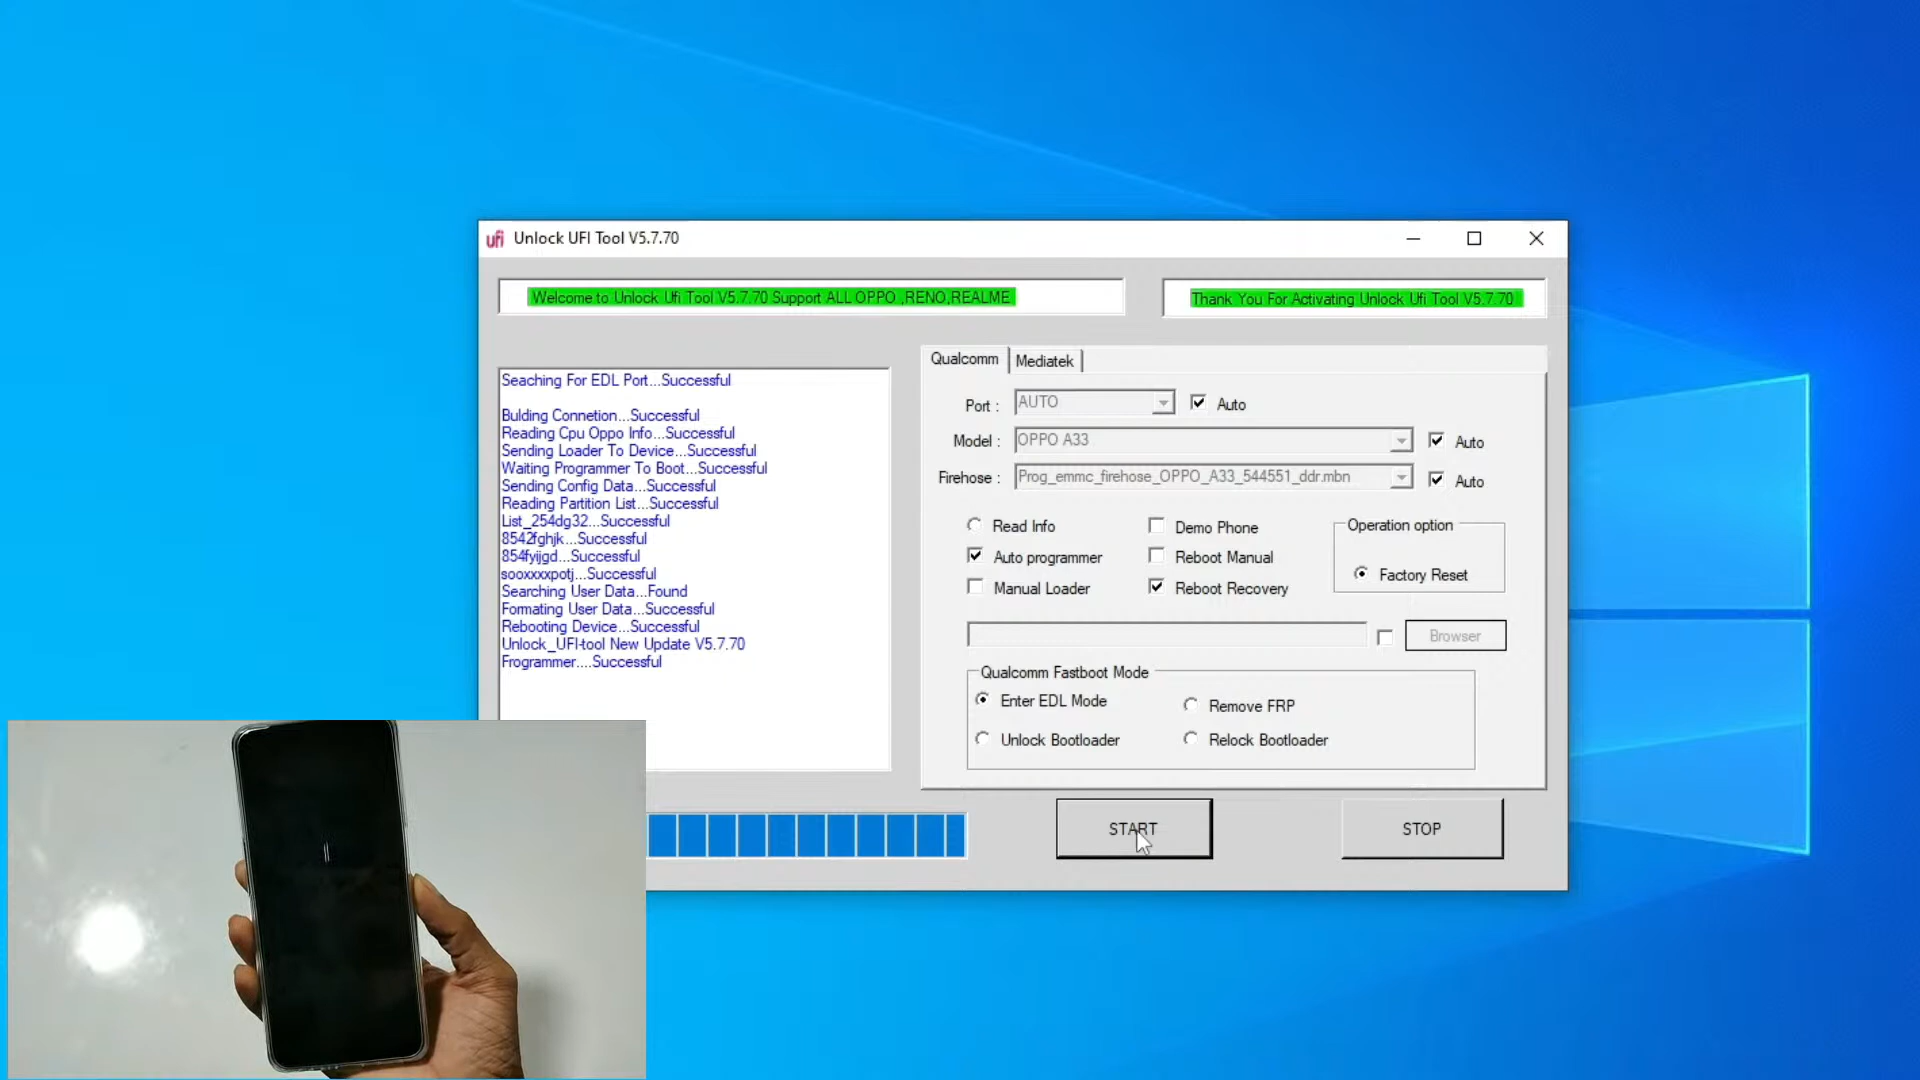 ufi Unlock UFI Tool V5.7.70
Welcome to Unlock Ufi Tool V5.7.70 Support ALL OPPO ,RENO,REALME
Thank You For Activating Unlock Ufi Tool V5.7.70
Seaching For EDL Port...Successful
Bulding Connetion...Successful
Reading Cpu Oppo Info...Successful
Sending Loader To Device...Successful
Waiting Programmer To Boot...Successful
Sending Config Data...Successful
Reading Partition List...Successful
List_254dg32...Successful
8542fghjk...Successful
854fyijgd...Successful
sooxxxxpotj...Successful
Searching User Data...Found
Formating User Data...Successful
Rebooting Device...Successful
Unlock_UFI-tool New Update V5.7.70
Frogrammer....Successful
Qualcomm Mediatek
Port : AUTO Auto
Model : OPPO A33 Auto
Firehose : Prog_emmc_firehose_OPPO_A33_544551_ddr.mbn Auto
Read Info Demo Phone
Auto programmer Reboot Manual
Manual Loader Reboot Recovery
Operation option
Factory Reset
Browser
Qualcomm Fastboot Mode
Enter EDL Mode Remove FRP
Unlock Bootloader Relock Bootloader
START STOP